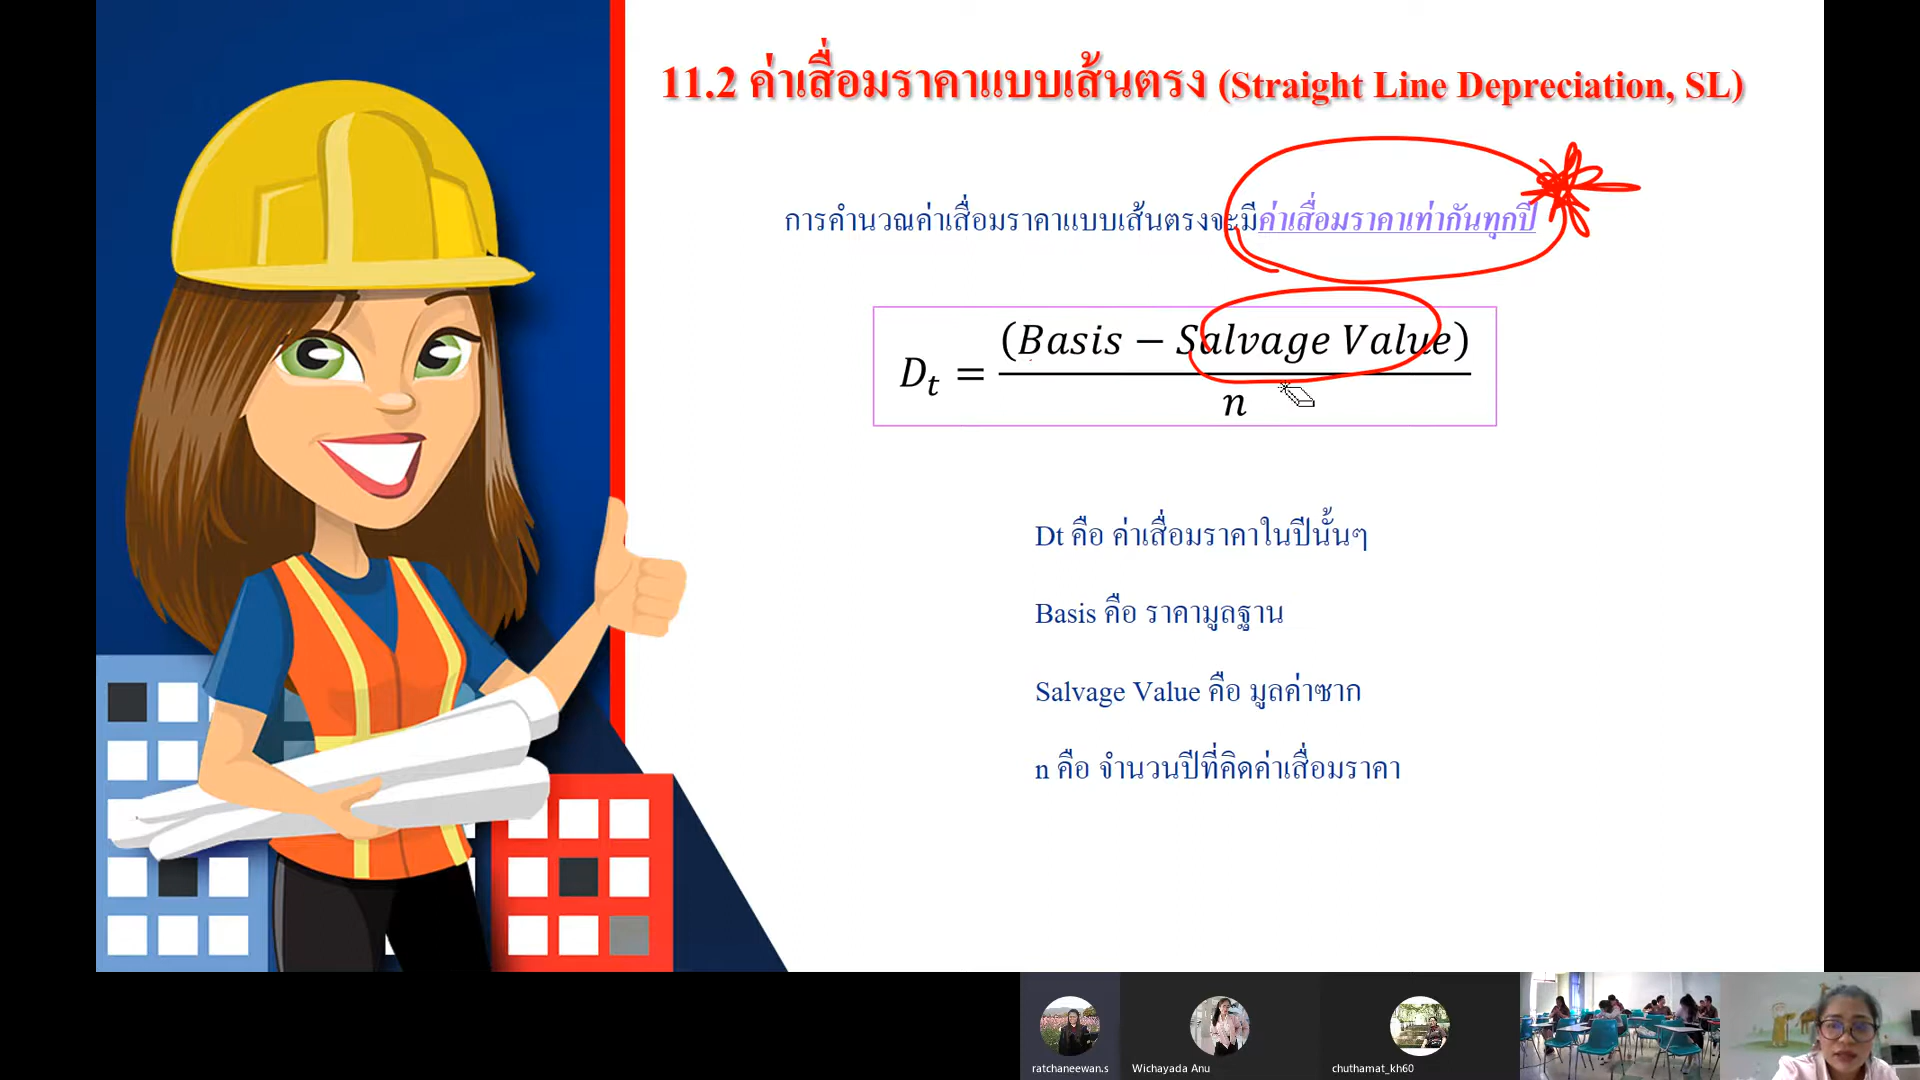 11.2 ค่าเสื่อมราคาแบบเส้นตรง (Straight Line Depreciation, SL)
การคำนวณค่าเสื่อมราคาแบบเส้นตรงจะมีค่าเสื่อมราคาเท่ากันทุกปี
(Basis − Salvage Value)
Dt =
n
Dt คือ ค่าเสื่อมราคาในปีนั้นๆ
Basis คือ ราคามูลฐาน
Salvage Value คือ มูลค่าซาก
n คือ จำนวนปีที่คิดค่าเสื่อมราคา
ratchaneewan.s
Wichayada Anu
chuthamat_kh60